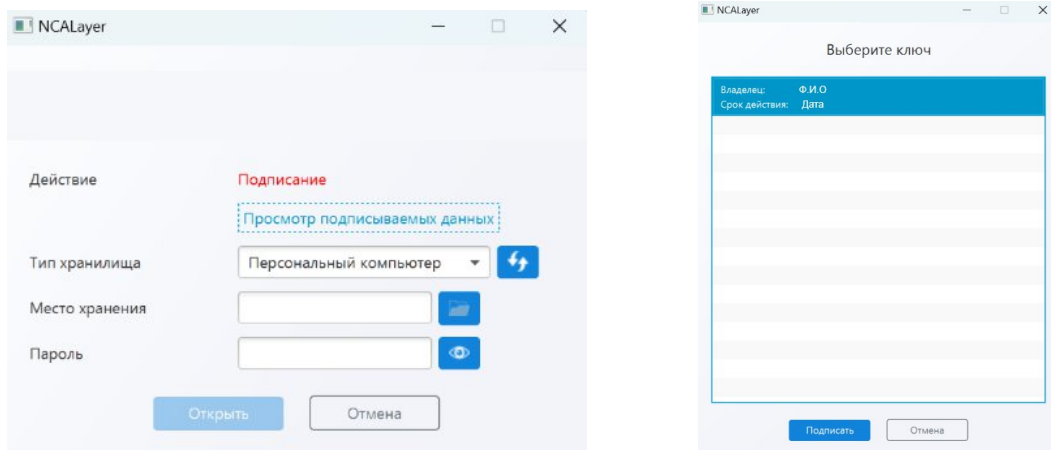 NCALayer
Действие Подписание
Просмотр подписываемых данных
Тип хранилища Персональный компьютер
Место хранения
Пароль
Открыть Отмена
NCALayer
Выберите ключ
Владелец: Ф.И.О
Срок действия: Дата
Подписать Отмена